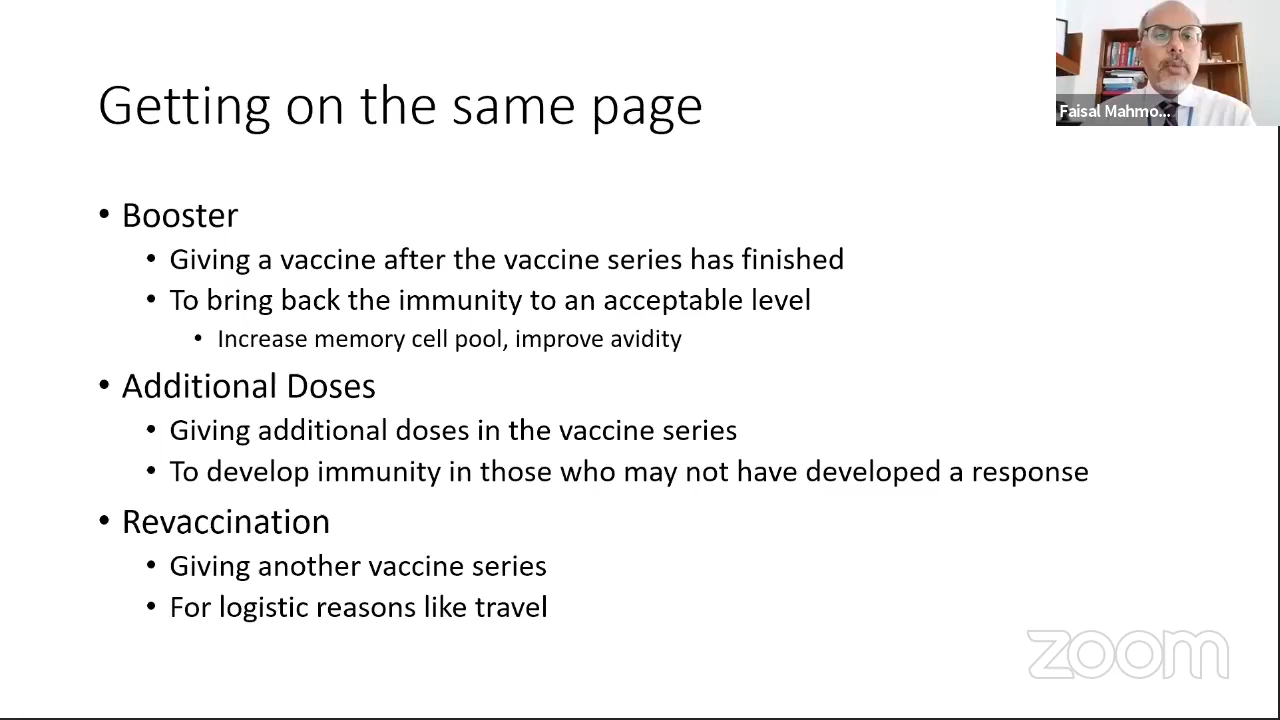 Getting on the same page
Faisal Mahmo...
• Booster
• Giving a vaccine after the vaccine series has finished
• To bring back the immunity to an acceptable level
• Increase memory cell pool, improve avidity
• Additional Doses
• Giving additional doses in the vaccine series
• To develop immunity in those who may not have developed a response
• Revaccination
• Giving another vaccine series
• For logistic reasons like travel
zoom